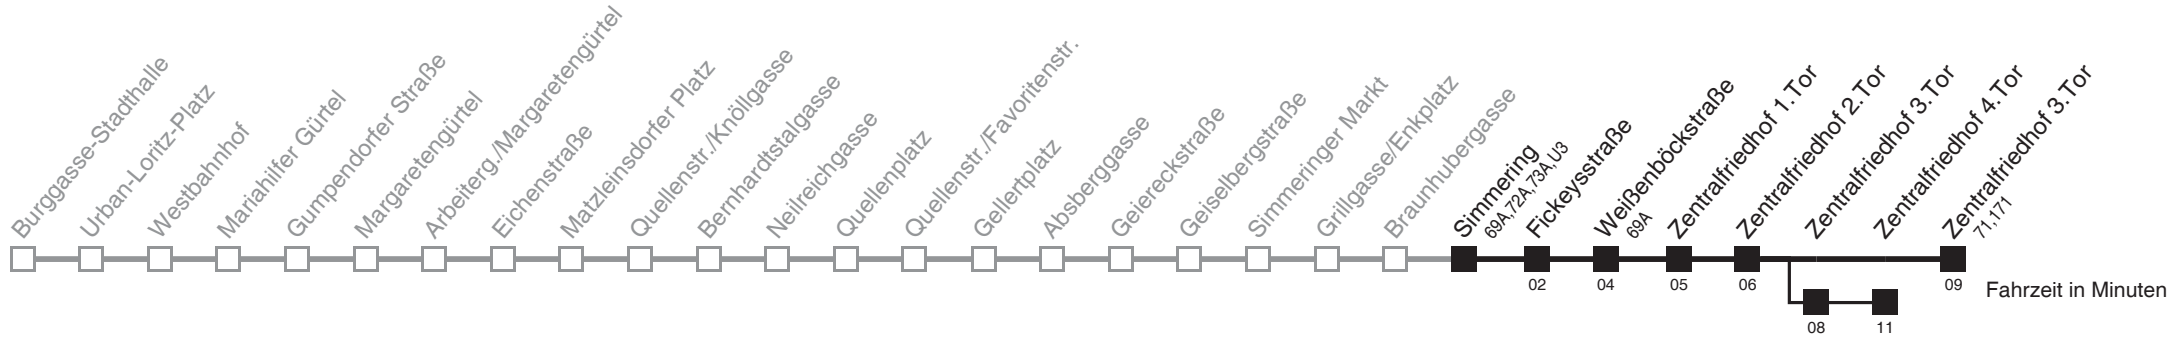 Burggasse-Stadthalle
Urban-Loritz-Platz
Westbahnhof
Mariahilfer Gürtel
Gumpendorfer Straße
Margaretengürtel
Arbeiterg./Margaretengürtel
Eichenstraße
Matzleinsdorfer Platz
Quellenstr./Knöllgasse
Bernhardtstalgasse
Neilreichgasse
Quellenplatz
Quellenstr./Favoritenstr.
Gellertplatz
Absberggasse
Geiereckstraße
Geiselbergstraße
Simmeringer Markt
Grillgasse/Enkplatz
Braunhubergasse
Simmering
69A,72A,73A,U3
Fickeysstraße
Weißenböckstraße
69A
Zentralfriedhof 1.Tor
Zentralfriedhof 2.Tor
Zentralfriedhof 3.Tor
Zentralfriedhof 4.Tor
Zentralfriedhof 3.Tor
71,171
02 04 05 06 09
Fahrzeit in Minuten
08 11